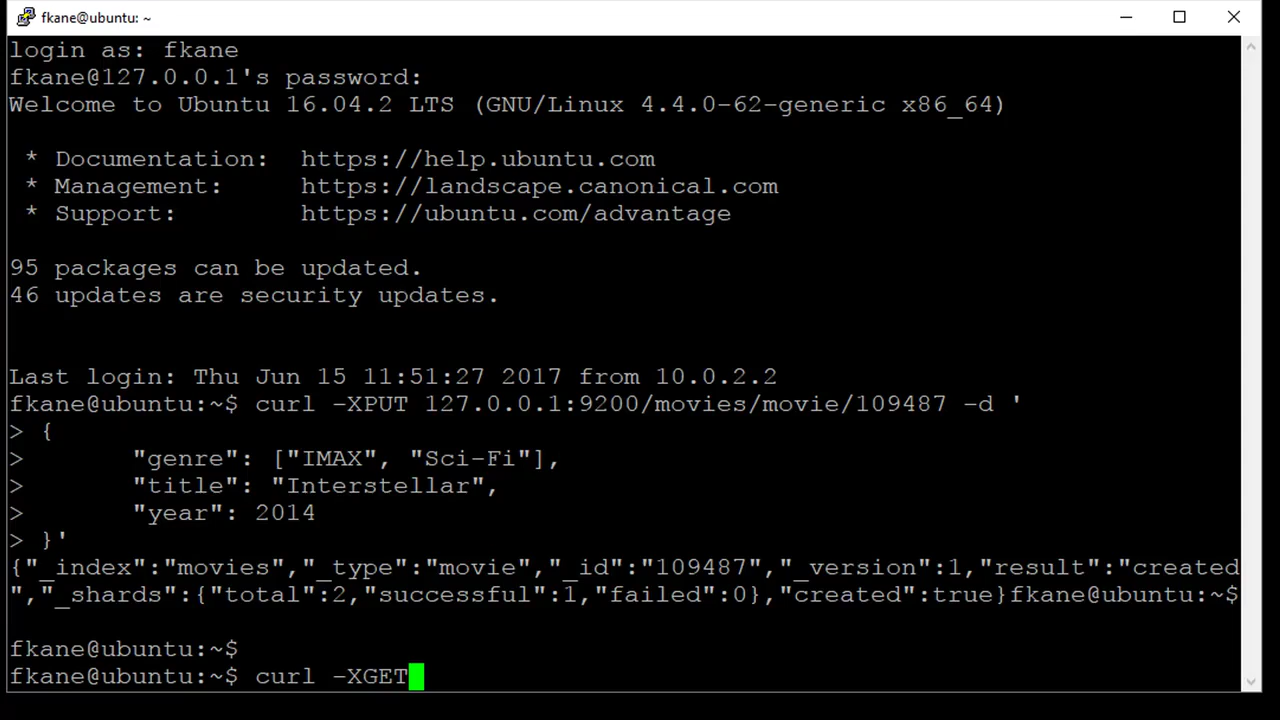 fkane@ubuntu: ~
login as: fkane
fkane@127.0.0.1's password:
Welcome to Ubuntu 16.04.2 LTS (GNU/Linux 4.4.0-62-generic x86_64)
* Documentation:  https://help.ubuntu.com
* Management:     https://landscape.canonical.com
* Support:        https://ubuntu.com/advantage
95 packages can be updated.
46 updates are security updates.
Last login: Thu Jun 15 11:51:27 2017 from 10.0.2.2
fkane@ubuntu:~$ curl -XPUT 127.0.0.1:9200/movies/movie/109487 -d '
> {
>       "genre": ["IMAX", "Sci-Fi"],
>       "title": "Interstellar",
>       "year": 2014
> }'
{"_index":"movies","_type":"movie","_id":"109487","_version":1,"result":"created
","_shards":{"total":2,"successful":1,"failed":0},"created":true}fkane@ubuntu:~$
fkane@ubuntu:~$
fkane@ubuntu:~$ curl -XGET